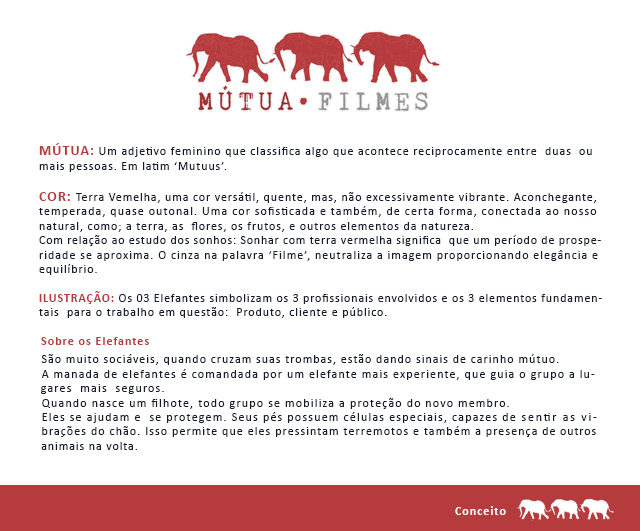 MÚTUA • FILMES
MÚTUA: Um adjetivo feminino que classifica algo que acontece reciprocamente entre duas ou
mais pessoas. Em latim ‘Mutuus’.
COR: Terra Vemelha, uma cor versátil, quente, mas, não excessivamente vibrante. Aconchegante,
temperada, quase outonal. Uma cor sofisticada e também, de certa forma, conectada ao nosso
natural, como; a terra, as flores, os frutos, e outros elementos da natureza.
Com relação ao estudo dos sonhos: Sonhar com terra vermelha significa que um período de prospe-
ridade se aproxima. O cinza na palavra ‘Filme’, neutraliza a imagem proporcionando elegância e
equilíbrio.
ILUSTRAÇÃO: Os 03 Elefantes simbolizam os 3 profissionais envolvidos e os 3 elementos fundamen-
tais para o trabalho em questão: Produto, cliente e público.
Sobre os Elefantes
São muito sociáveis, quando cruzam suas trombas, estão dando sinais de carinho mútuo.
A manada de elefantes é comandada por um elefante mais experiente, que guia o grupo a lu-
gares mais seguros.
Quando nasce um filhote, todo grupo se mobiliza a proteção do novo membro.
Eles se ajudam e se protegem. Seus pés possuem células especiais, capazes de sentir as vi-
brações do chão. Isso permite que eles pressintam terremotos e também a presença de outros
animais na volta.
Conceito